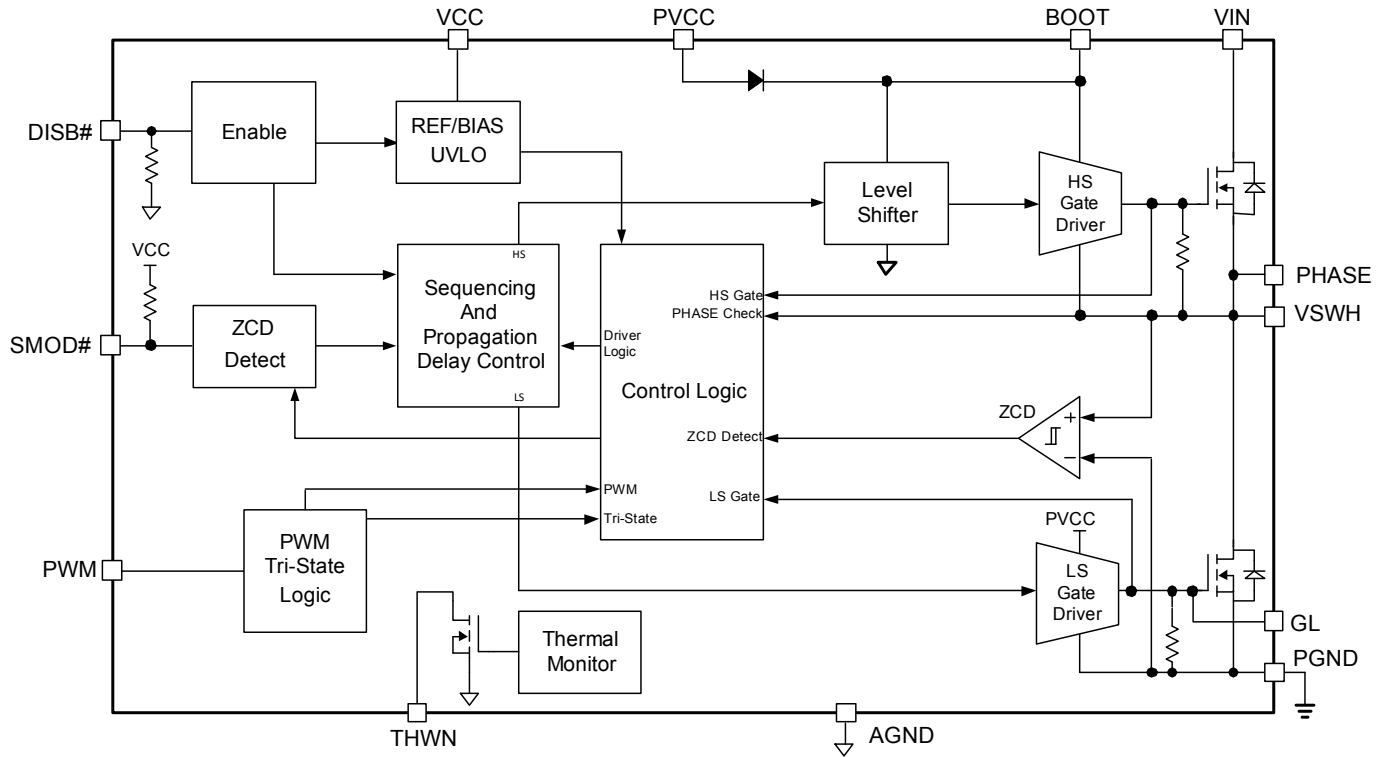 VCC
PVCC
BOOT
VIN
DISB#
Enable
REF/BIAS
UVLO
HS
Gate
Driver
Level
Shifter
VCC
HS
Sequencing
And
Propagation
Delay Control
LS
HS Gate
PHASE Check
PHASE
VSWH
SMOD#
ZCD
Detect
Driver
Logic
Control Logic
ZCD
+
−
ZCD Detect
PWM
LS Gate
Tri-State
PVCC
PWM
PWM
Tri-State
Logic
LS
Gate
Driver
Thermal
Monitor
GL
PGND
THWN
AGND